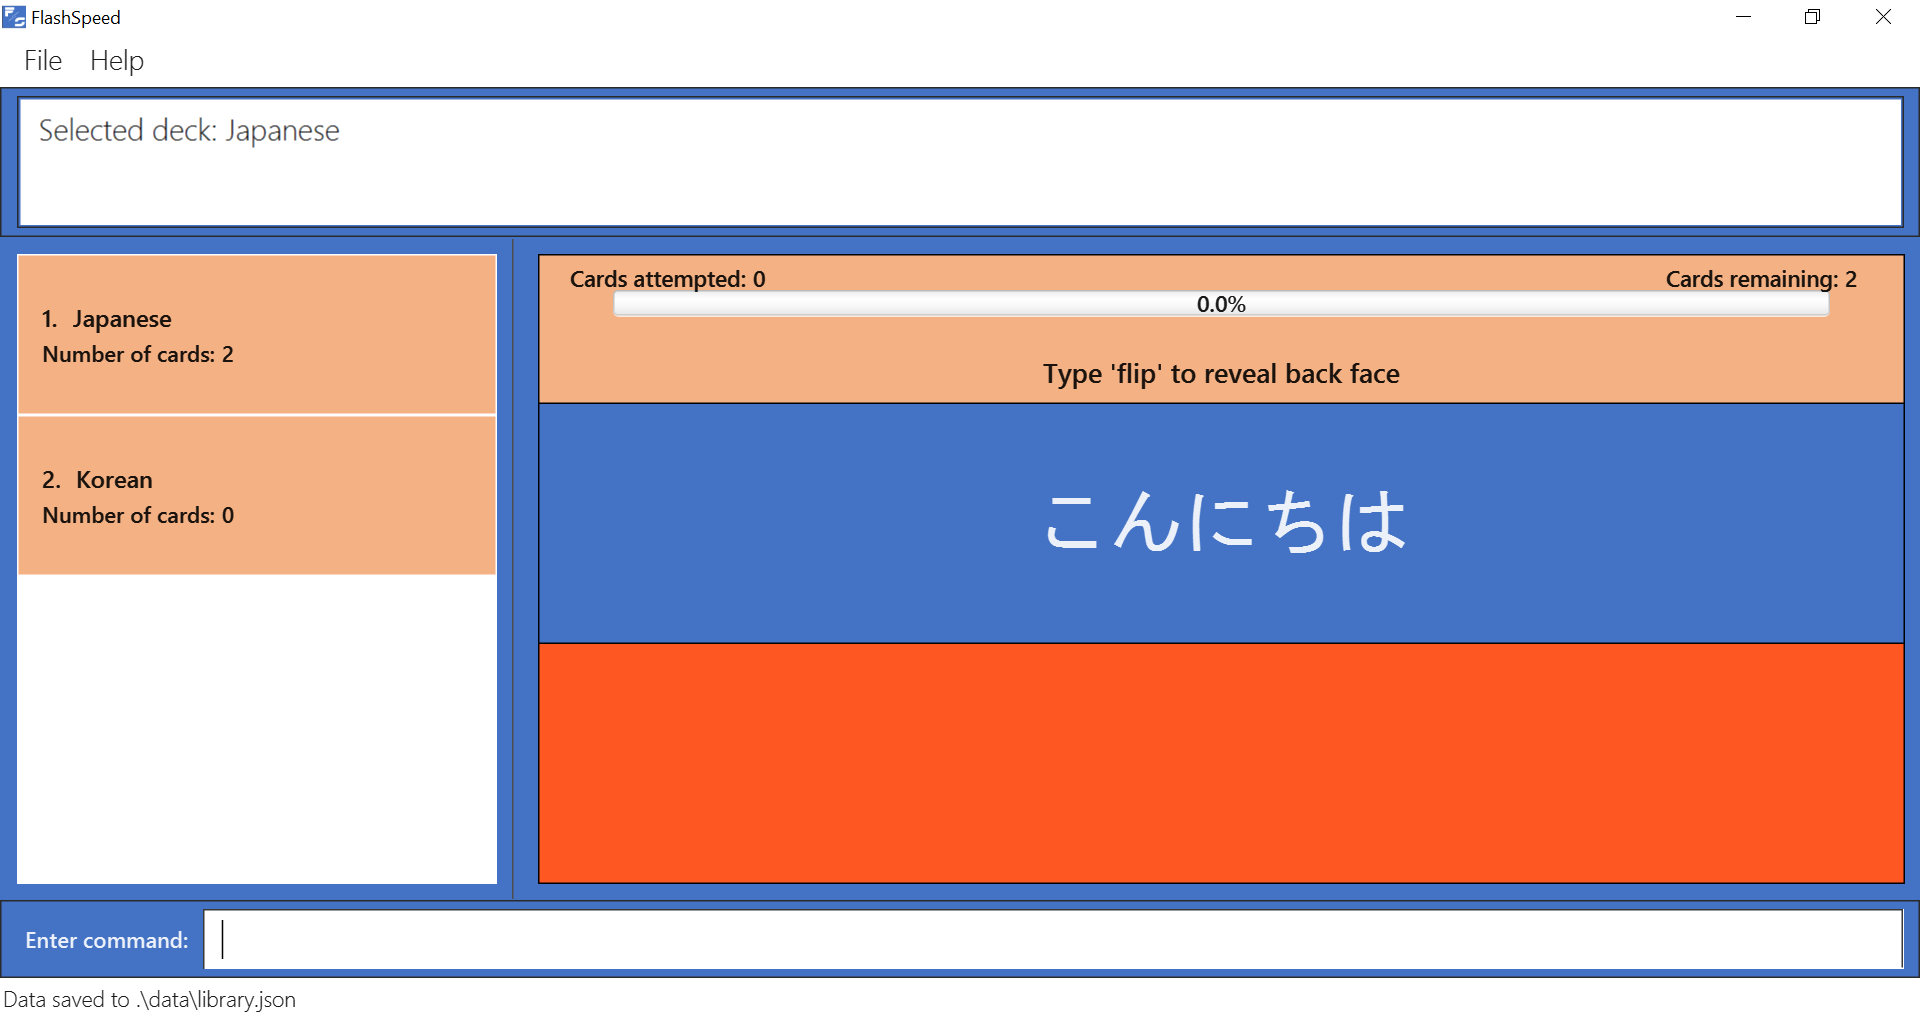 FlashSpeed
File Help
Selected deck: Japanese
1. Japanese
Number of cards: 2
2. Korean
Number of cards: 0
Cards attempted: 0 Cards remaining: 2
0.0%
Type 'flip' to reveal back face
こんにちは
Enter command:
Data saved to .\data\library.json